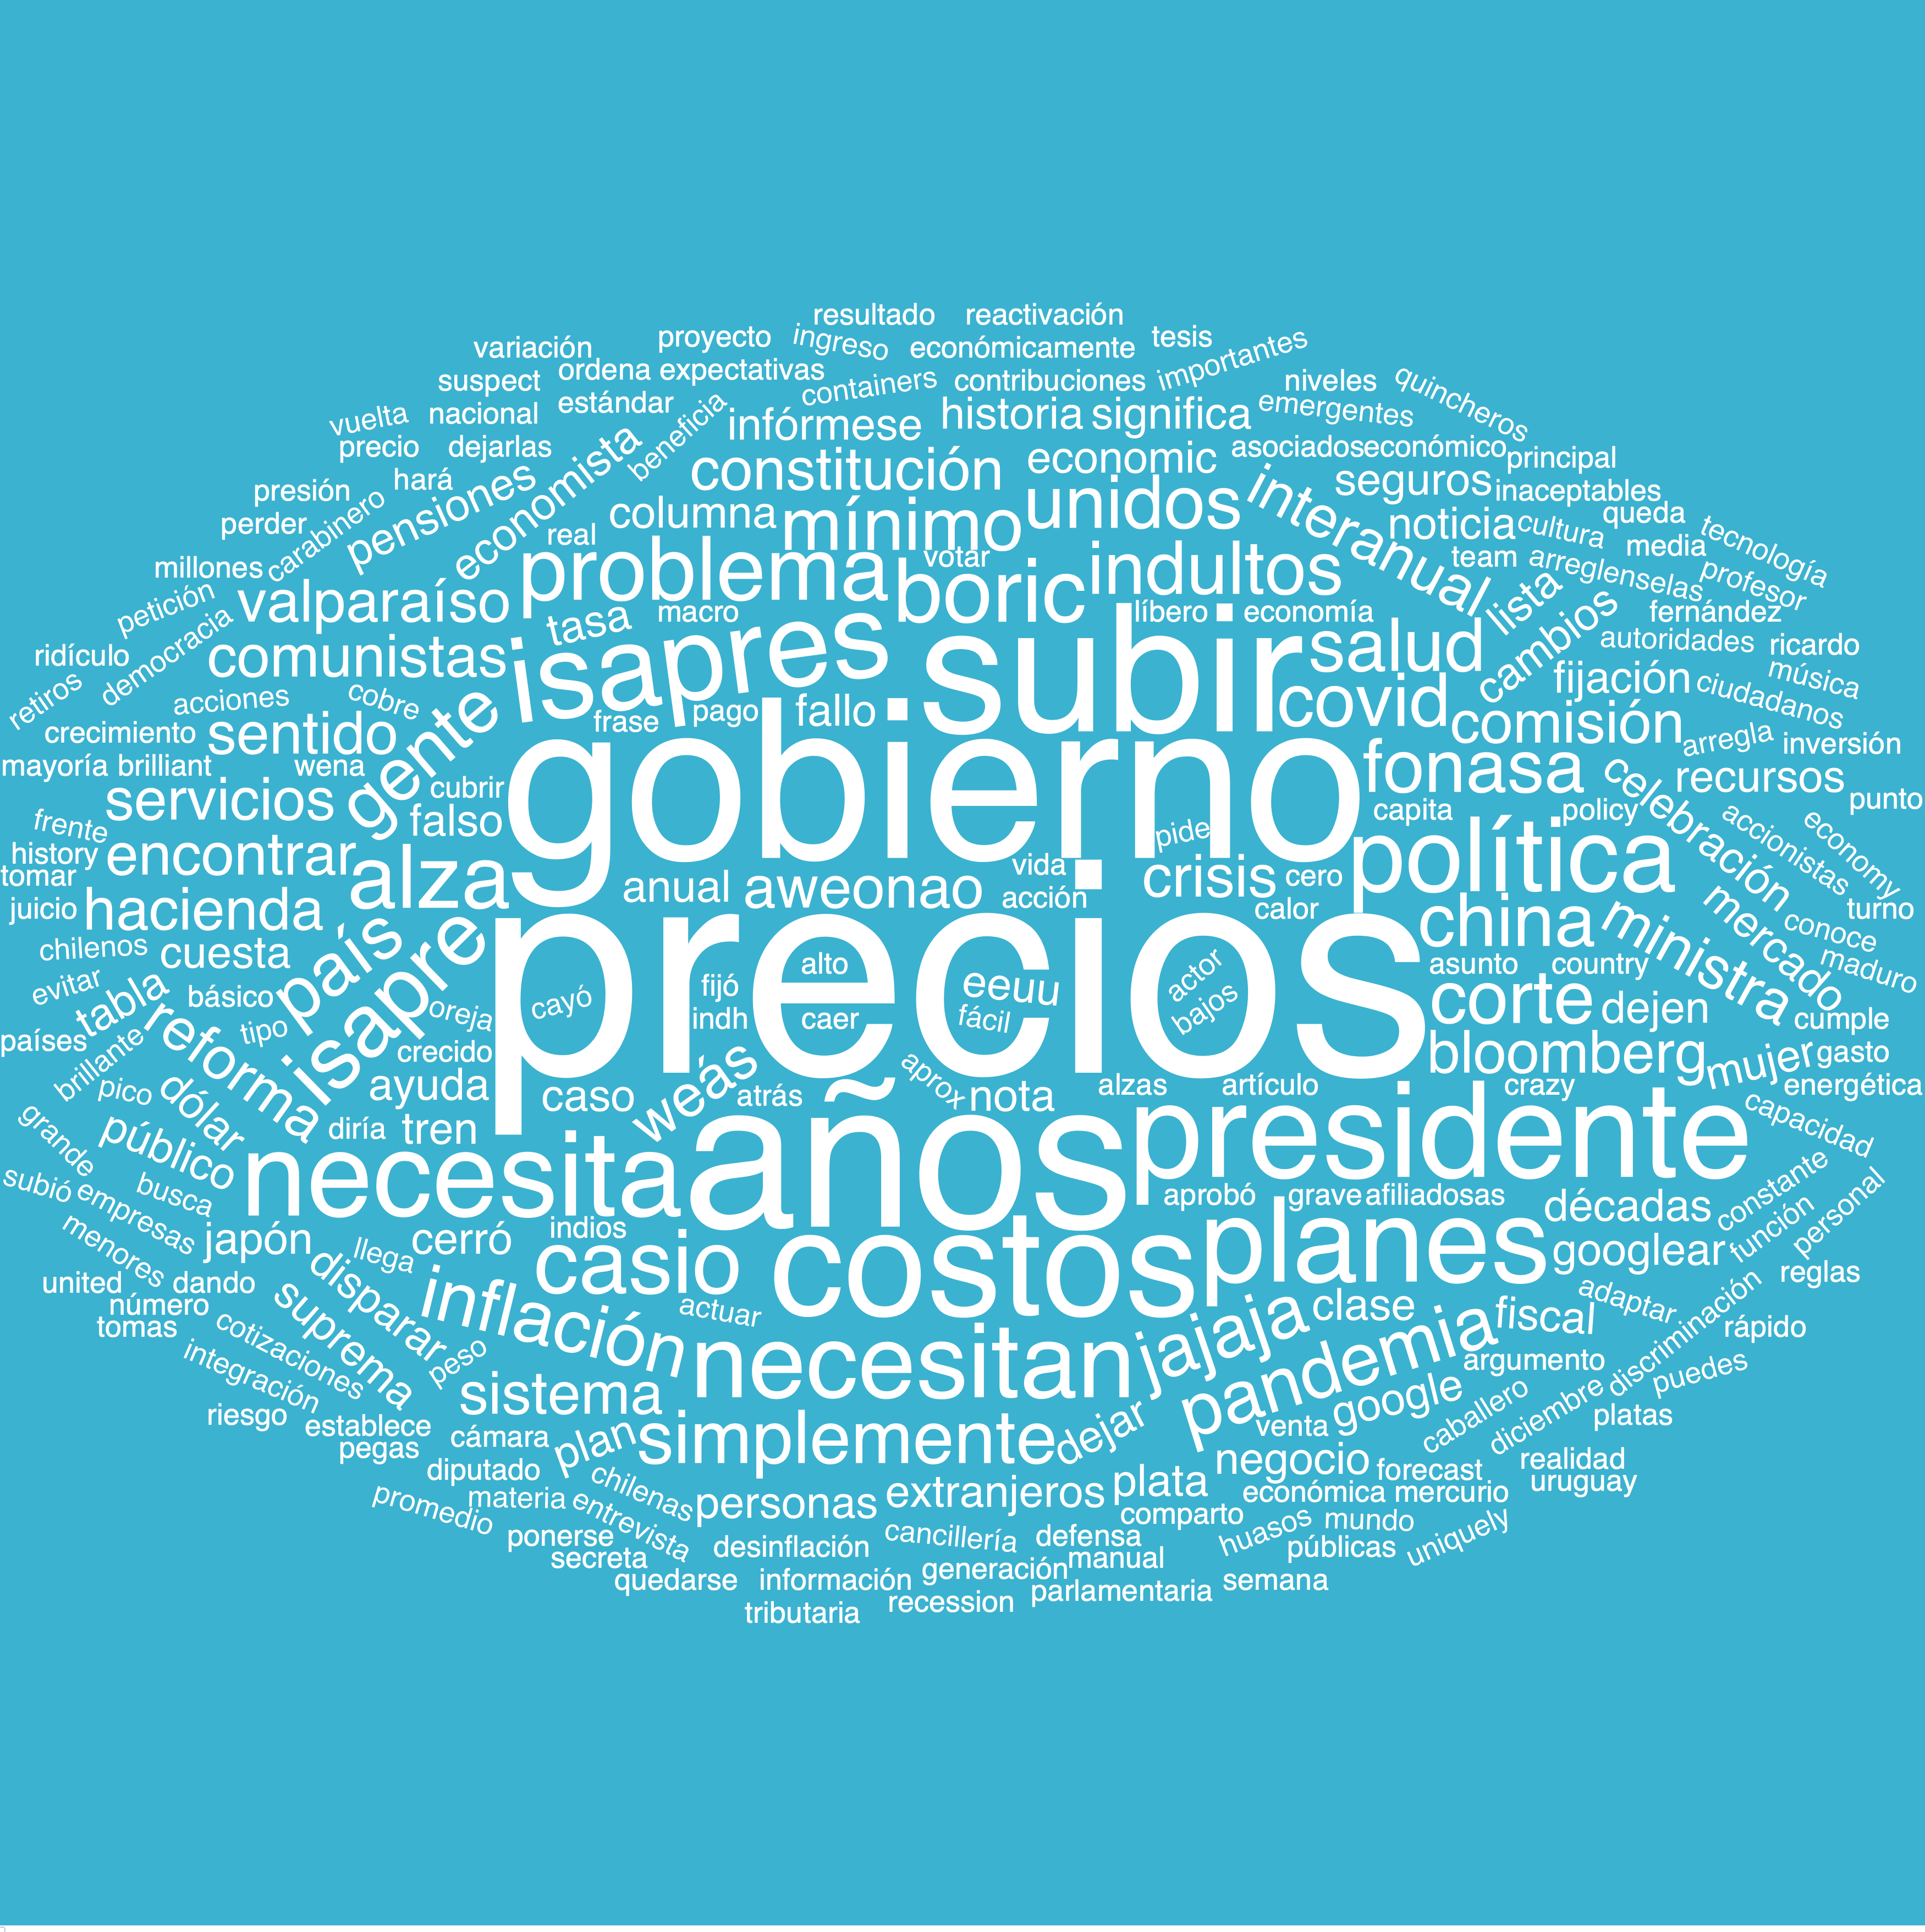 resultado reactivación
variación proyecto ingreso económicamente tesis importantes
suspect ordena expectativas containers contribuciones niveles quincheros
vuelta nacional estándar beneficia infórmese historia significa emergentes
precio dejarlas economista constitución economic asociados económico principal
presión hará pensiones columna mínimo unidos interanual seguros inaceptables
perder carabinero real problema votar boric indultos noticia cultura queda tecnología
millones valparaíso team arreglenselas media profesor
petición democracia tasa macro líbero economía lista cambios fernández
ridículo comunistas isapres subir salud autoridades ricardo
retiros acciones cobre gente frase pago fallo covid fijación ciudadanos música
crecimiento sentido comisión arregla inversión
mayoría brilliant wena gobierno fonasa celebración recursos
servicios cubrir capita policy accionistas economy punto
frente falso pide política
history encontrar alza vida crisis cero mercado
tomar anual aweonao acción
juicio hacienda calor china ministra turno
chilenos cuesta país isapre precios conoce
evitar tabla básico alto eeuu actor asunto country maduro
reforma tipo oreja cayó fijó bajos corte dejen
países indh caer fácil cumple
brillante crecido bloomberg mujer gasto
pico dólar ayuda caso weás atrás aprox nota alzas artículo crazy energética
grande público diría tren años presidente capacidad
subió empresas busca necesita aprobó grave afiliadosas décadas constante
menores japón llega cerró indios planes googlear función personal
united dando disparar casio costos reglas
número suprema inflación actuar clase fiscal adaptar
tomas cotizaciones peso necesitan jajaja pandemia discriminación rápido
integración sistema google argumento puedes
riesgo establece venta caballero diciembre platas
pegas cámara plan simplemente dejar
diputado chilenas plata negocio forecast realidad
promedio materia entrevista personas extranjeros económica mercurio uruguay
ponerse cancillería defensa comparto huasos mundo uniquely
secreta desinflación manual públicas
quedarse información generación parlamentaria semana
tributaria recession